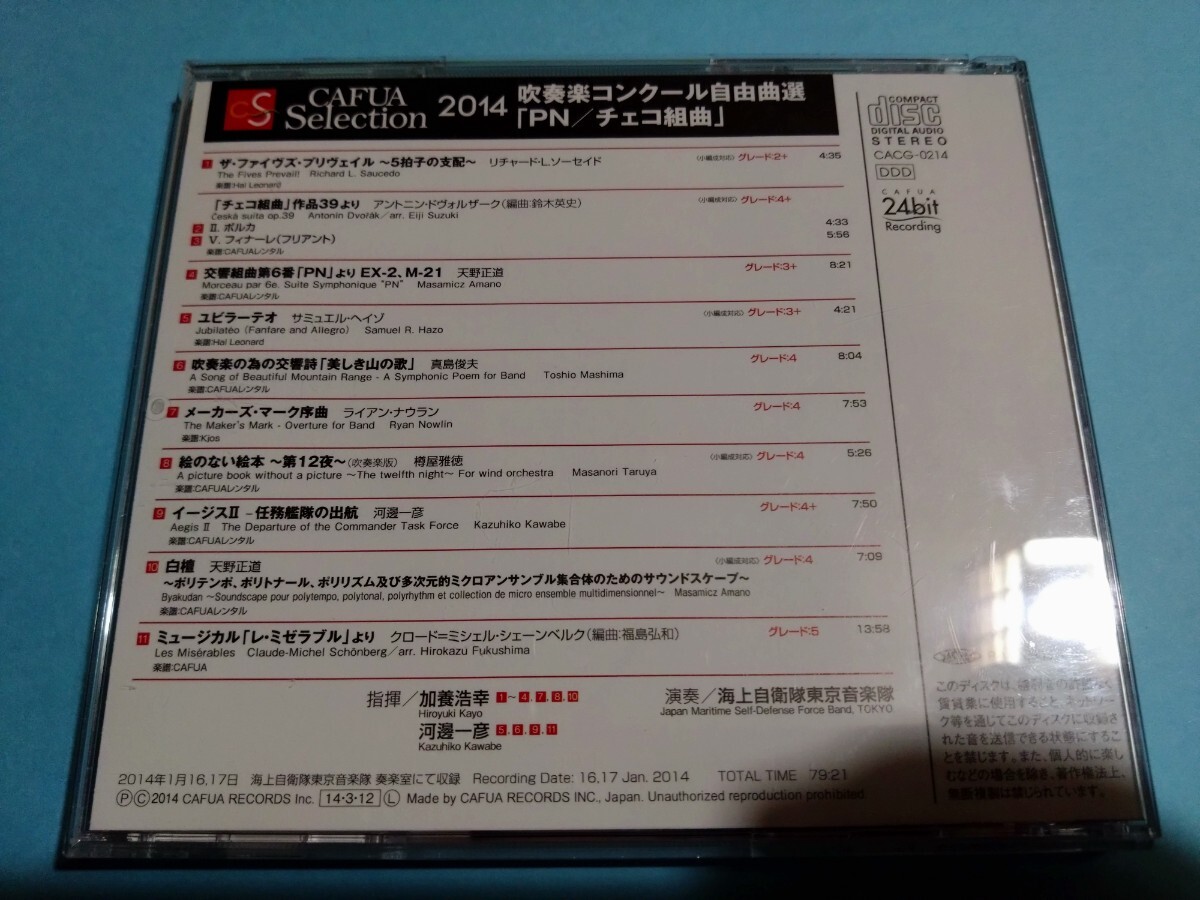 CS CAFUA Selection 2014 吹奏楽コンクール自由曲選「PN/チェコ組曲」
1 ザ・ファイヴズ・プリヴェイル 〜5拍子の支配〜 リチャード・L.ソーセイド 〈小編成対応〉グレード:2+ 4:35
The Fives Prevail! Richard L. Saucedo
楽譜:Hal Leonard
「チェコ組曲」作品39より アントニン・ドヴォルザーク(編曲:鈴木英史) 〈小編成対応〉グレード:4+
Česká suita op.39 Antonín Dvořák/arr. Eiji Suzuki
2 Ⅱ. ポルカ 4:33
3 Ⅴ. フィナーレ(フリアント) 5:56
楽譜:CAFUAレンタル
4 交響組曲第6番「PN」より EX-2、M-21 天野正道 グレード:3+ 8:21
Morceau par 6e. Suite Symphonique "PN" Masamicz Amano
楽譜:CAFUAレンタル
5 ユビラーテオ サミュエル・ヘイゾ 〈小編成対応〉グレード:3+ 4:21
Jubilatéo (Fanfare and Allegro) Samuel R. Hazo
楽譜:Hal Leonard
6 吹奏楽の為の交響詩「美しき山の歌」 真島俊夫 グレード:4 8:04
A Song of Beautiful Mountain Range - A Symphonic Poem for Band Toshio Mashima
楽譜:CAFUAレンタル
7 メーカーズ・マーク序曲 ライアン・ナウラン グレード:4 7:53
The Maker's Mark - Overture for Band Ryan Nowlin
楽譜:Kjos
8 絵のない絵本 〜第12夜〜(吹奏楽版) 樽屋雅徳 〈小編成対応〉グレード:4 5:26
A picture book without a picture 〜The twelfth night〜 For wind orchestra Masanori Taruya
楽譜:CAFUAレンタル
9 イージスⅡ -任務艦隊の出航 河邊一彦 グレード:4+ 7:50
Aegis Ⅱ The Departure of the Commander Task Force Kazuhiko Kawabe
楽譜:CAFUAレンタル
10 白檀 天野正道 〈小編成対応〉グレード:4 7:09
〜ポリテンポ、ポリトナール、ポリリズム及び多次元的ミクロアンサンブル集合体のためのサウンドスケープ〜
Byakudan 〜Soundscape pour polytempo, polytonal, polyrhythm et collection de micro ensemble multidimensionnel〜 Masamicz Amano
楽譜:CAFUAレンタル
11 ミュージカル「レ・ミゼラブル」より クロード=ミシェル・シェーンベルク(編曲:福島弘和) グレード:5 13:58
Les Misérables Claude-Michel Schönberg/arr. Hirokazu Fukushima
楽譜:CAFUA
指揮/加養浩幸 1〜4,7,8,10
Hiroyuki Kayo
河邊一彦 5,6,9,11
Kazuhiko Kawabe
演奏/海上自衛隊東京音楽隊
Japan Maritime Self-Defense Force Band, TOKYO
2014年1月16,17日 海上自衛隊東京音楽隊 奏楽室にて収録 Recording Date: 16,17 Jan. 2014 TOTAL TIME 79:21
ⓅⒸ2014 CAFUA RECORDS Inc. 14・3・12 Ⓛ Made by CAFUA RECORDS INC., Japan. Unauthorized reproduction prohibited
COMPACT
disc
DIGITAL AUDIO
STEREO
CACG-0214
DDD
CAFUA
24bit
Recording
このディスクは、
賃貸業に使用すること、ネットワ
ーク等を通じてこのディスクに収録さ
れた音を送信できる状態にするこ
とを禁じます。また、個人的に楽し
むなどの場合を除き、著作権法上、
無断複製は禁じられています。